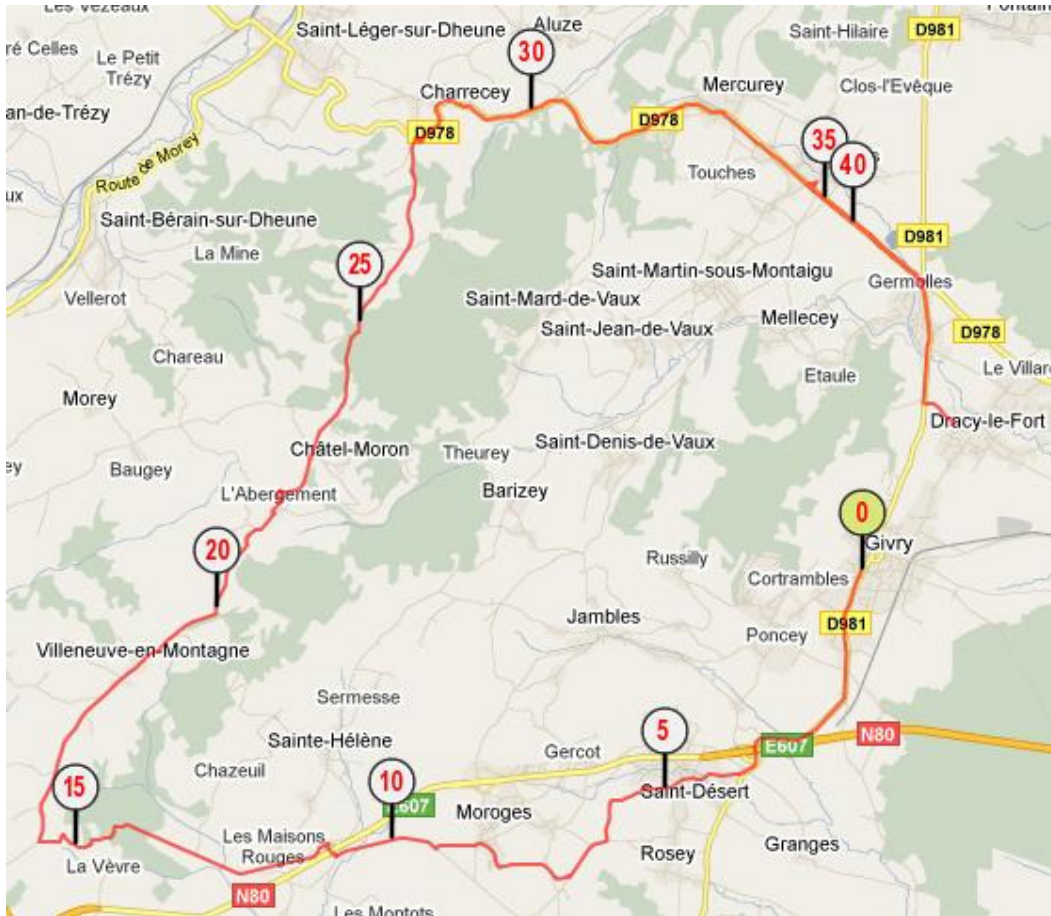 Saint-Léger-sur-Dheune
Aluze
Saint-Hilaire
D981
ré Celles
Le Petit
Trézy
30
Mercurey
Clos-l'Evêque
Charrecey
an-de-Trézy
D978
D978
35
40
Route de Morey
Touches
Saint-Bérain-sur-Dheune
La Mine
D981
25
Saint-Martin-sous-Montaigu
Germolles
Vellerot
Saint-Mard-de-Vaux
Mellecey
Saint-Jean-de-Vaux
D978
Chareau
Etaule
Le Villar
Morey
Dracy-le-Fort
Châtel-Moron
Theurey
Saint-Denis-de-Vaux
Baugey
L'Abergement
Barizey
0
Givry
20
Russilly
Cortrambles
Jambles
D981
Poncey
Villeneuve-en-Montagne
Sermesse
5
N80
Sainte-Hélène
Gercot
E607
Chazeuil
15
10
Saint-Désert
E607
Moroges
Les Maisons
Rouges
Granges
La Vèvre
Rosey
N80
Les Montots